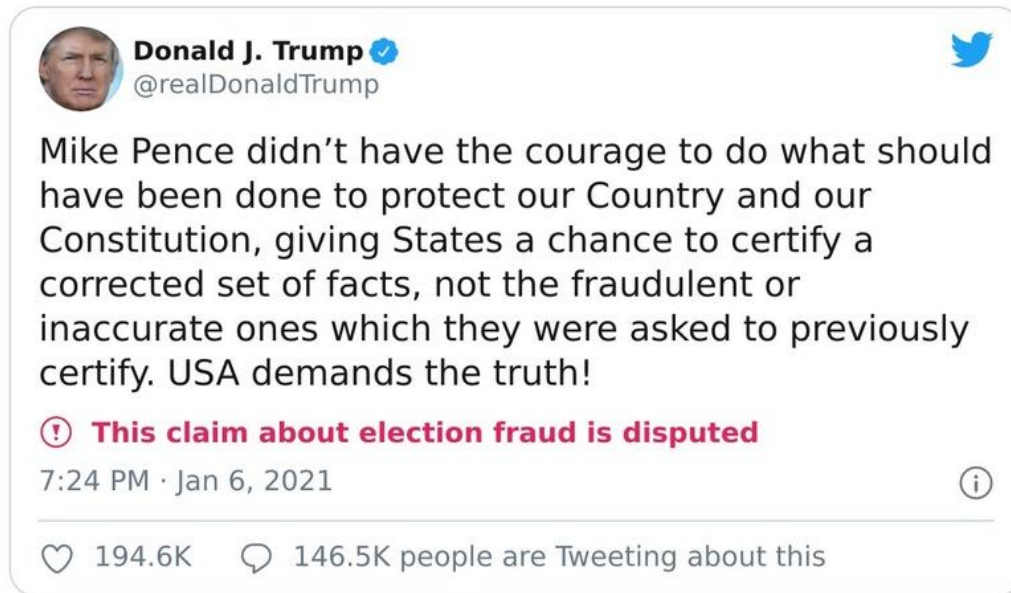 Donald J. Trump
@realDonaldTrump
Mike Pence didn’t have the courage to do what should
have been done to protect our Country and our
Constitution, giving States a chance to certify a
corrected set of facts, not the fraudulent or
inaccurate ones which they were asked to previously
certify. USA demands the truth!
This claim about election fraud is disputed
7:24 PM · Jan 6, 2021
194.6K 146.5K people are Tweeting about this